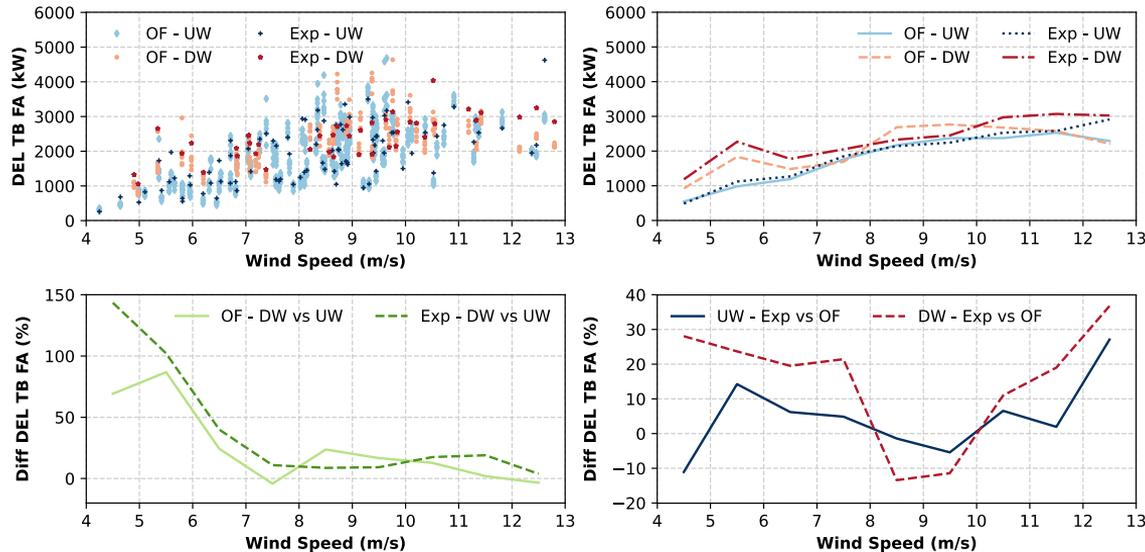 DEL TB FA (kW)
6000
5000
4000
3000
2000
1000
0
OF - UW
OF - DW
Exp - UW
Exp - DW
4 5 6 7 8 9 10 11 12 13
Wind Speed (m/s)
DEL TB FA (kW)
6000
5000
4000
3000
2000
1000
0
OF - UW
OF - DW
Exp - UW
Exp - DW
4 5 6 7 8 9 10 11 12 13
Wind Speed (m/s)
Diff DEL TB FA (%)
150
100
50
0
OF - DW vs UW
Exp - DW vs UW
4 5 6 7 8 9 10 11 12 13
Wind Speed (m/s)
Diff DEL TB FA (%)
40
30
20
10
0
−10
−20
UW - Exp vs OF
DW - Exp vs OF
4 5 6 7 8 9 10 11 12 13
Wind Speed (m/s)